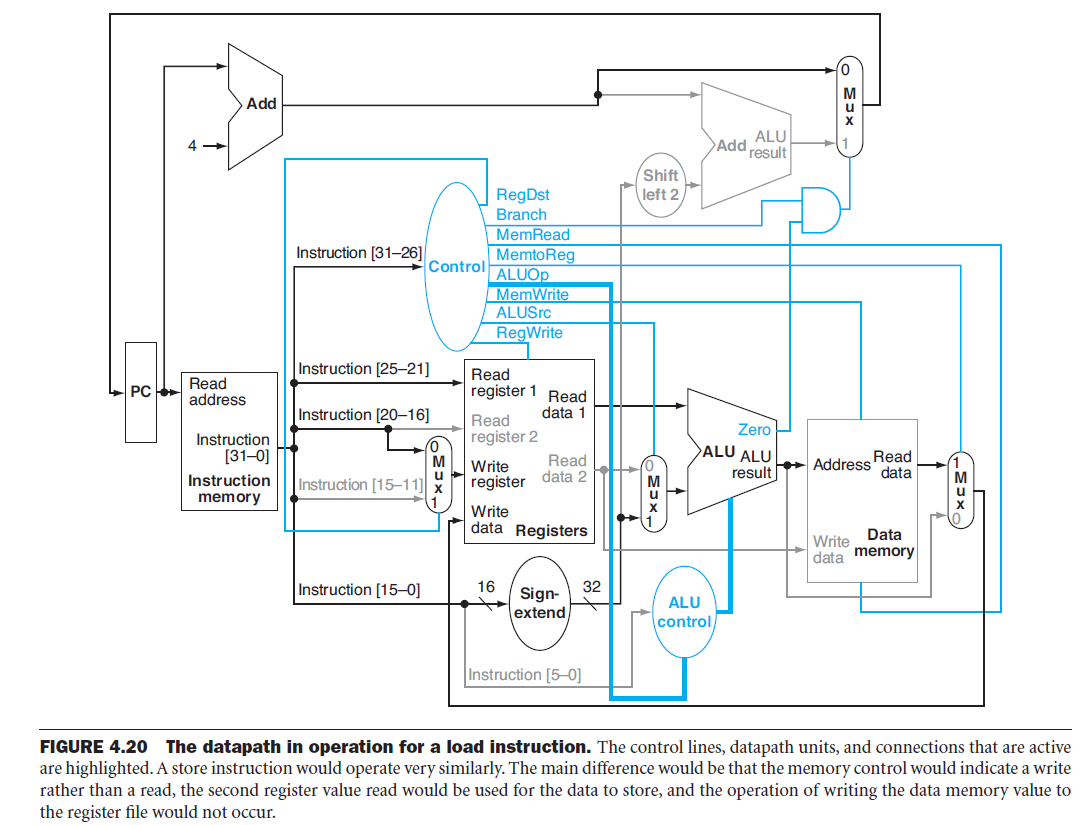 0
M
u
x
1
Add
4
Add ALU
result
Shift
left 2
RegDst
Branch
MemRead
MemtoReg
ALUOp
MemWrite
ALUSrc
RegWrite
Instruction [31–26]
Control
PC
Read
address
Instruction
[31–0]
Instruction
memory
Instruction [25–21]
Instruction [20–16]
Instruction [15–11]
0
M
u
x
1
Read
register 1
Read
data 1
Read
register 2
Read
data 2
Write
register
Write
data
Registers
0
M
u
x
1
Zero
ALU ALU
result
Address
Read
data
Write
data
Data
memory
1
M
u
x
0
Instruction [15–0]
16
Sign-
extend
32
ALU
control
Instruction [5–0]
FIGURE 4.20 The datapath in operation for a load instruction. The control lines, datapath units, and connections that are active
are highlighted. A store instruction would operate very similarly. The main difference would be that the memory control would indicate a write
rather than a read, the second register value read would be used for the data to store, and the operation of writing the data memory value to
the register file would not occur.